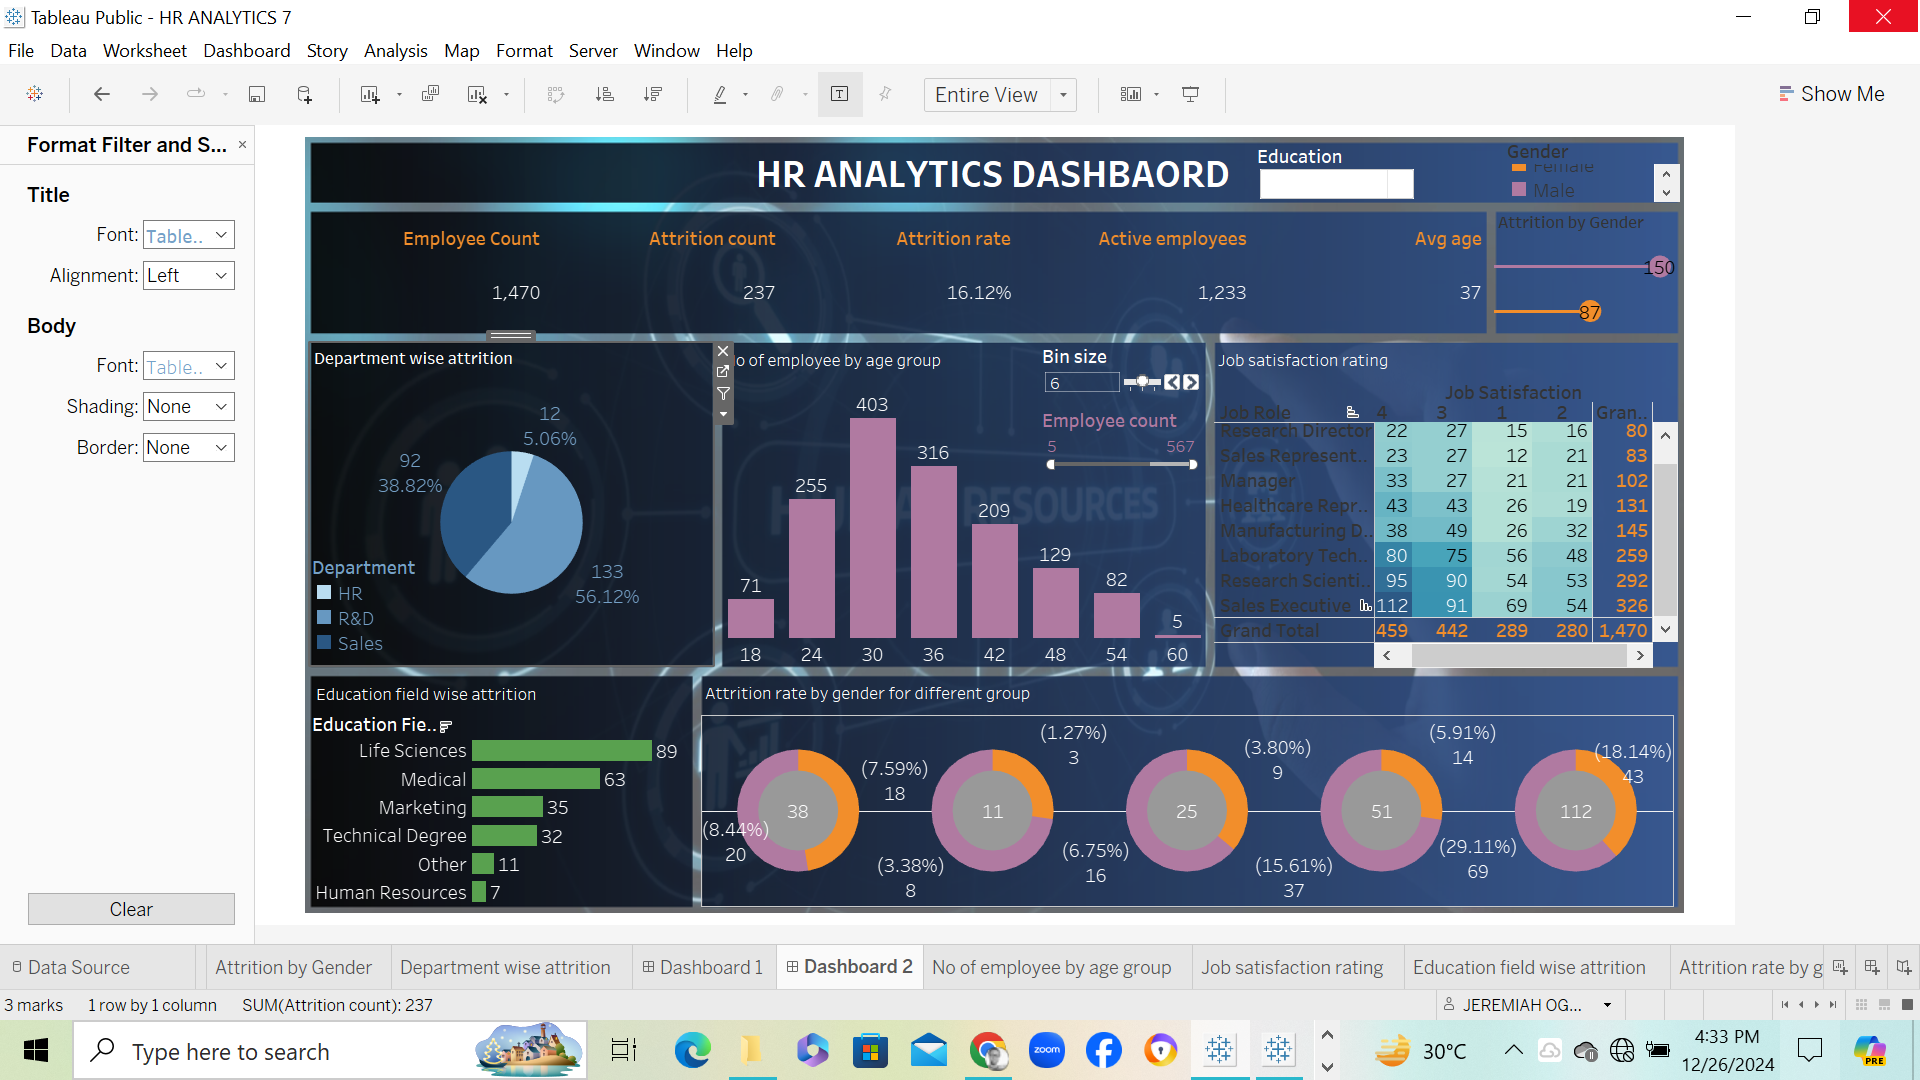 Tableau Public - HR ANALYTICS 7
File Data Worksheet Dashboard Story Analysis Map Format Server Window Help
Entire View
Show Me
Format Filter and S...
Title
Font: Table..
Alignment: Left
Body
Font: Table..
Shading: None
Border: None
Clear
HR ANALYTICS DASHBAORD
Education
Gender
Female
Male
Employee Count Attrition count Attrition rate Active employees Avg age
1,470 237 16.12% 1,233 37
Attrition by Gender
150
87
Department wise attrition
12
5.06%
92
38.82%
133
56.12%
Department
HR
R&D
Sales
o of employee by age group
Bin size
6
Employee count
5 567
71 255 403 316 209 129 82 5
18 24 30 36 42 48 54 60
HUMAN RESOURCES
Job satisfaction rating
Job Satisfaction
Job Role 4 3 1 2 Gran..
Research Director 22 27 15 16 80
Sales Represent.. 23 27 12 21 83
Manager 33 27 21 21 102
Healthcare Repr.. 43 43 26 19 131
Manufacturing D.. 38 49 26 32 145
Laboratory Tech.. 80 75 56 48 259
Research Scienti.. 95 90 54 53 292
Sales Executive 112 91 69 54 326
Grand Total 459 442 289 280 1,470
Education field wise attrition
Education Fie..
Life Sciences 89
Medical 63
Marketing 35
Technical Degree 32
Other 11
Human Resources 7
Attrition rate by gender for different group
(7.59%)
18
38
(8.44%)
20
(1.27%)
3
11
(3.38%)
8
(3.80%)
9
25
(6.75%)
16
(5.91%)
14
51
(15.61%)
37
(18.14%)
43
112
(29.11%)
69
Data Source Attrition by Gender Department wise attrition Dashboard 1 Dashboard 2 No of employee by age group Job satisfaction rating Education field wise attrition Attrition rate by g
3 marks 1 row by 1 column SUM(Attrition count): 237
JEREMIAH OG...
Type here to search
zoom
30°C
4:33 PM
12/26/2024
PRE